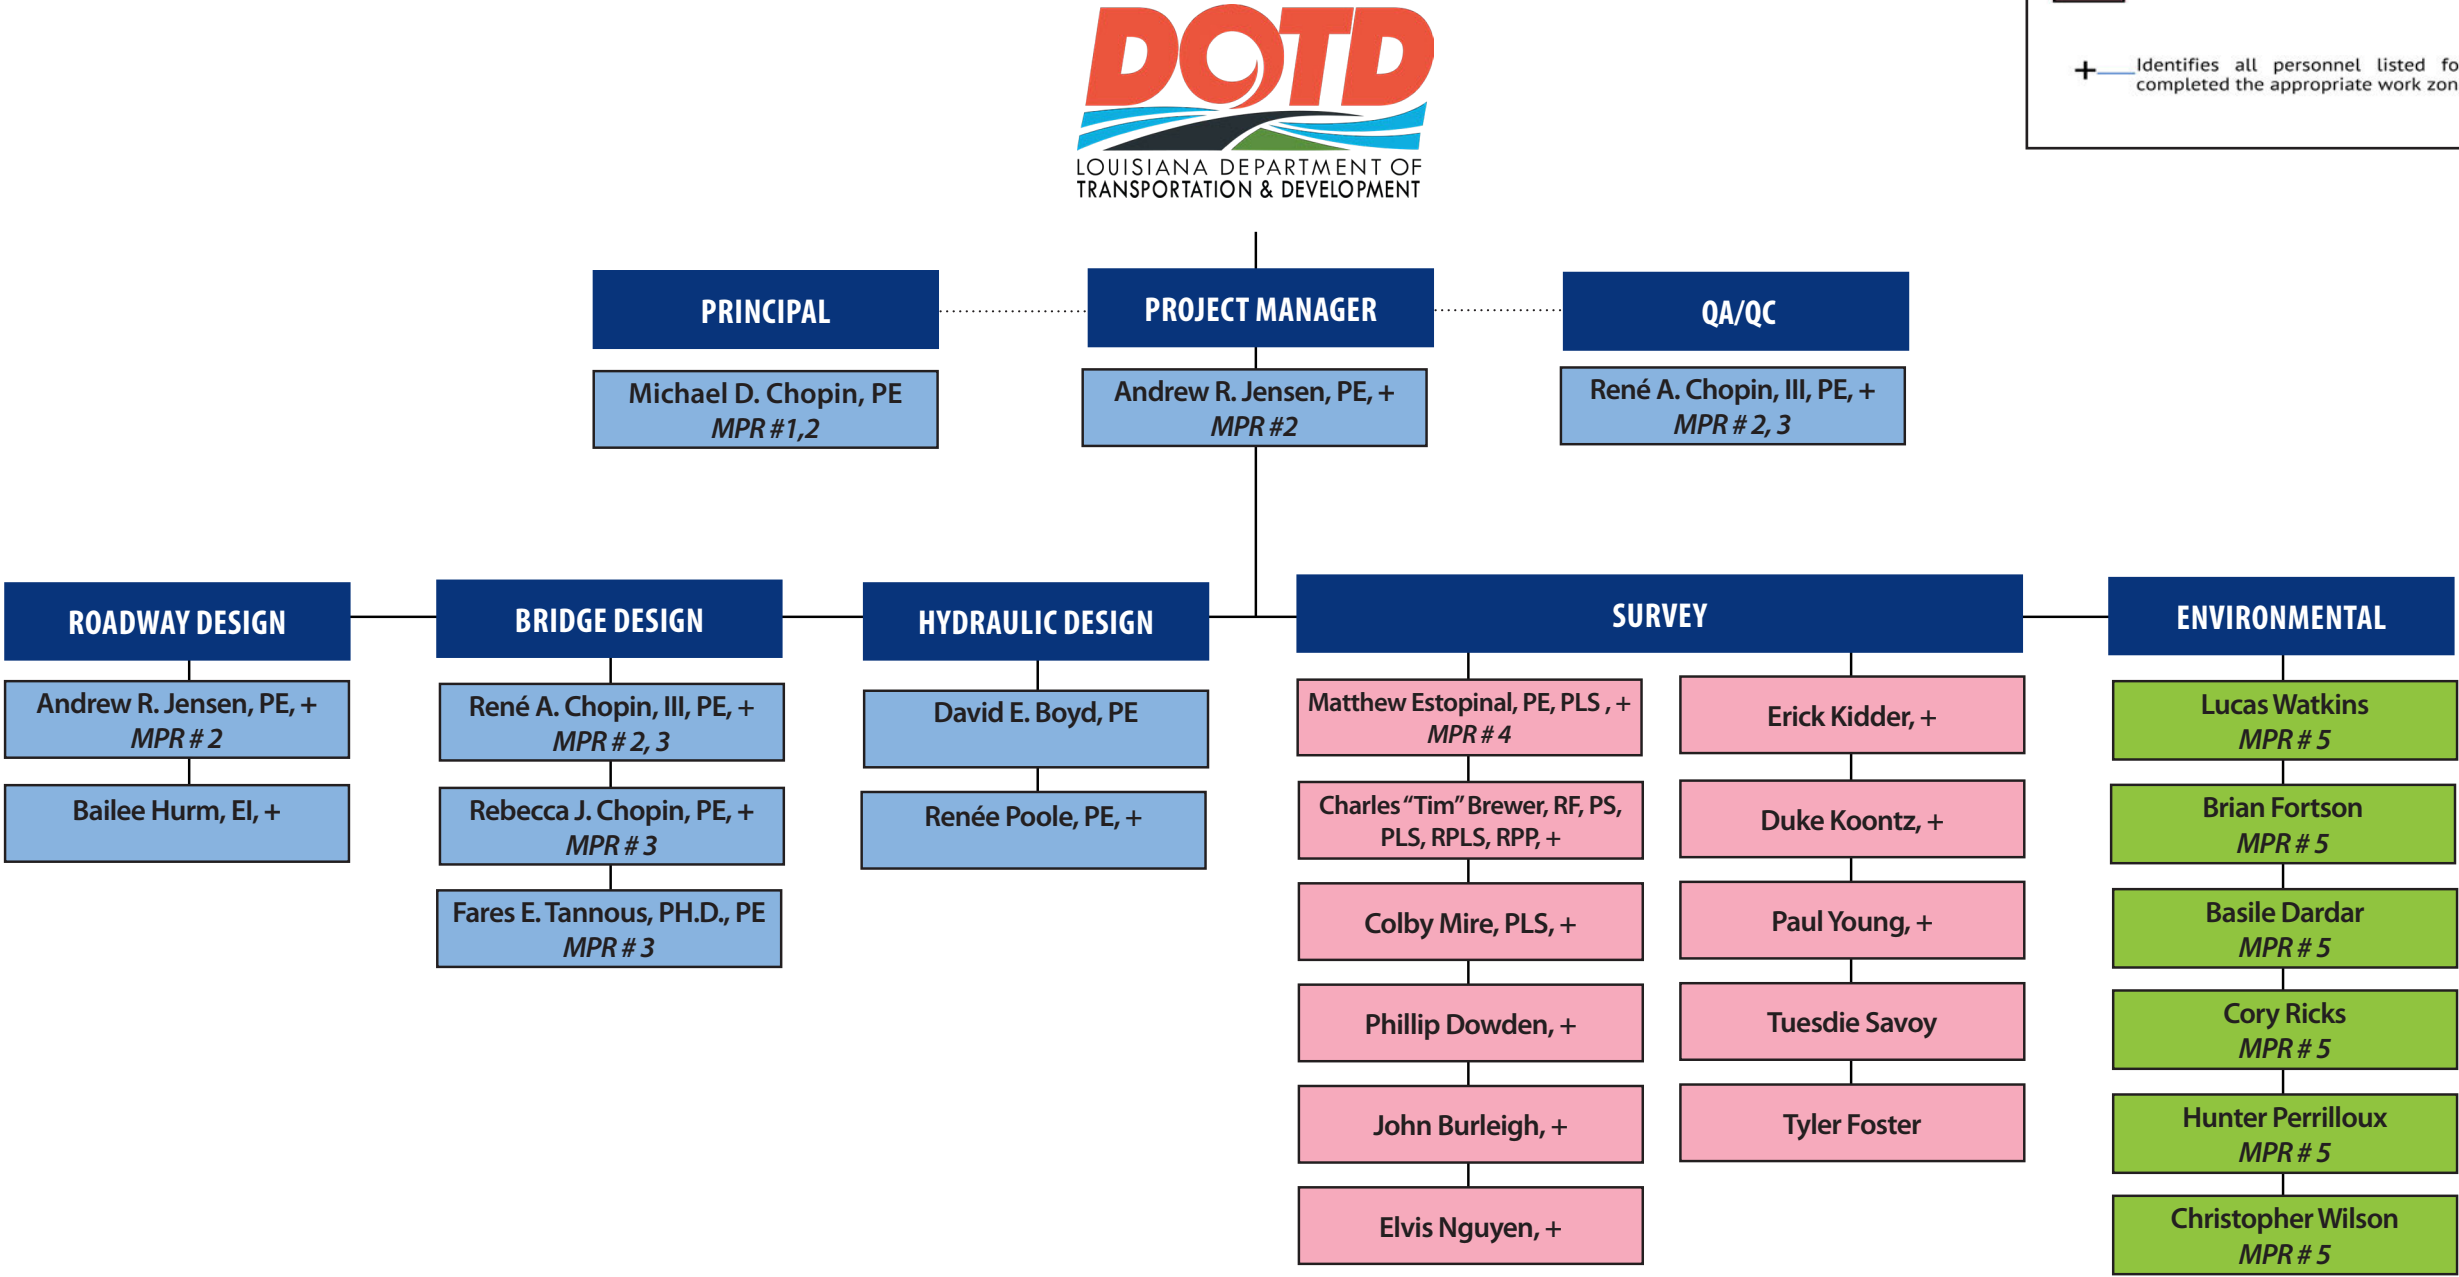 DOTD
LOUISIANA DEPARTMENT OF
TRANSPORTATION & DEVELOPMENT
+ Identifies all personnel listed fo
completed the appropriate work zon
PRINCIPAL
Michael D. Chopin, PE
MPR #1,2
PROJECT MANAGER
Andrew R. Jensen, PE, +
MPR #2
QA/QC
René A. Chopin, III, PE, +
MPR # 2, 3
ROADWAY DESIGN
Andrew R. Jensen, PE, +
MPR # 2
Bailee Hurm, EI, +
BRIDGE DESIGN
René A. Chopin, III, PE, +
MPR # 2, 3
Rebecca J. Chopin, PE, +
MPR # 3
Fares E. Tannous, PH.D., PE
MPR # 3
HYDRAULIC DESIGN
David E. Boyd, PE
Renée Poole, PE, +
SURVEY
Matthew Estopinal, PE, PLS , +
MPR # 4
Charles “Tim” Brewer, RF, PS,
PLS, RPLS, RPP, +
Colby Mire, PLS, +
Phillip Dowden, +
John Burleigh, +
Elvis Nguyen, +
Erick Kidder, +
Duke Koontz, +
Paul Young, +
Tuesdie Savoy
Tyler Foster
ENVIRONMENTAL
Lucas Watkins
MPR # 5
Brian Fortson
MPR # 5
Basile Dardar
MPR # 5
Cory Ricks
MPR # 5
Hunter Perrilloux
MPR # 5
Christopher Wilson
MPR # 5